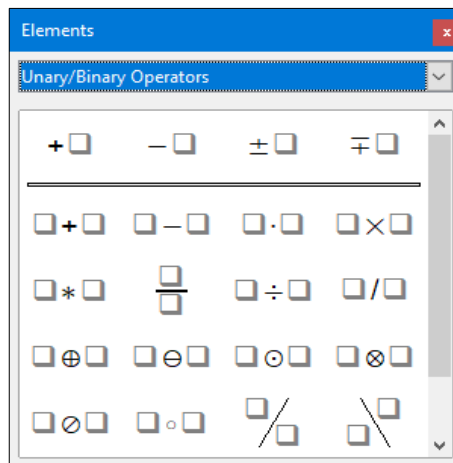 Elements
x
Unary/Binary Operators
+□ −□ ±□ ∓□
□+□ □−□ □·□ □×□
□∗□ □/□ □÷□ □/□
□⊕□ □⊖□ □⊙□ □⊗□
□⊘□ □∘□ □∕□ □∖□